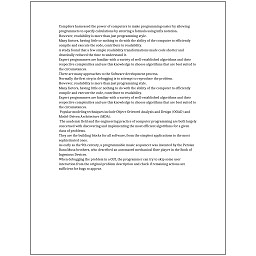 Compilers harnessed the power of computers to make programming easier by allowing
programmers to specify calculations by entering a formula using infix notation.
However, readability is more than just programming style.
Many factors, having little or nothing to do with the ability of the computer to efficiently
compile and execute the code, contribute to readability.
A study found that a few simple readability transformations made code shorter and
drastically reduced the time to understand it.
Expert programmers are familiar with a variety of well-established algorithms and their
respective complexities and use this knowledge to choose algorithms that are best suited to
the circumstances.
There are many approaches to the Software development process.
Normally the first step in debugging is to attempt to reproduce the problem.
However, readability is more than just programming style.
Many factors, having little or nothing to do with the ability of the computer to efficiently
compile and execute the code, contribute to readability.
Expert programmers are familiar with a variety of well-established algorithms and their
respective complexities and use this knowledge to choose algorithms that are best suited to
the circumstances.
Popular modeling techniques include Object-Oriented Analysis and Design (OOAD) and
Model-Driven Architecture (MDA).
The academic field and the engineering practice of computer programming are both largely
concerned with discovering and implementing the most efficient algorithms for a given
class of problems.
They are the building blocks for all software, from the simplest applications to the most
sophisticated ones.
As early as the 9th century, a programmable music sequencer was invented by the Persian
Banu Musa brothers, who described an automated mechanical flute player in the Book of
Ingenious Devices.
When debugging the problem in a GUI, the programmer can try to skip some user
interaction from the original problem description and check if remaining actions are
sufficient for bugs to appear.